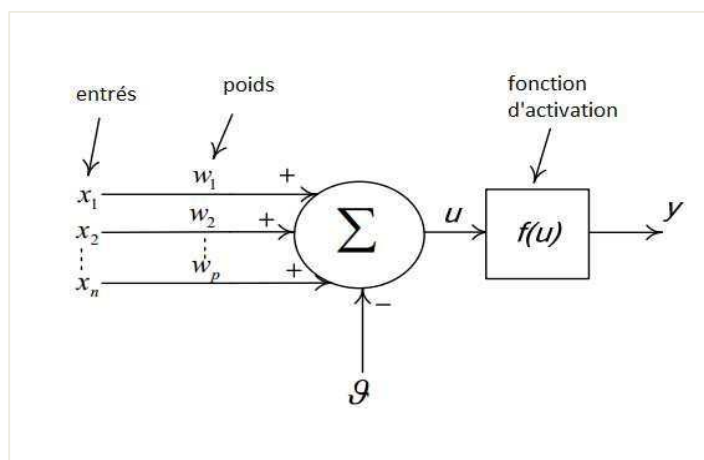 entrés
poids
fonction
d'activation
x₁ w₁ +
x₂ w₂ +
xₙ wₚ +
Σ
u
f(u)
y
−
ϑ